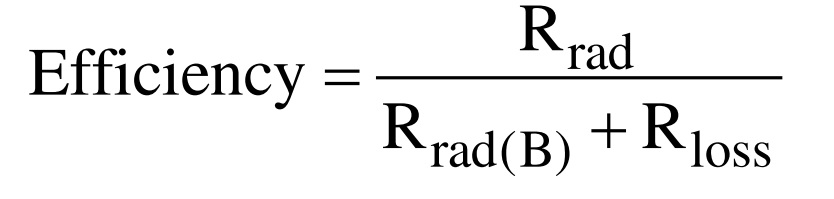 Efficiency = R_rad / (R_rad(B) + R_loss)